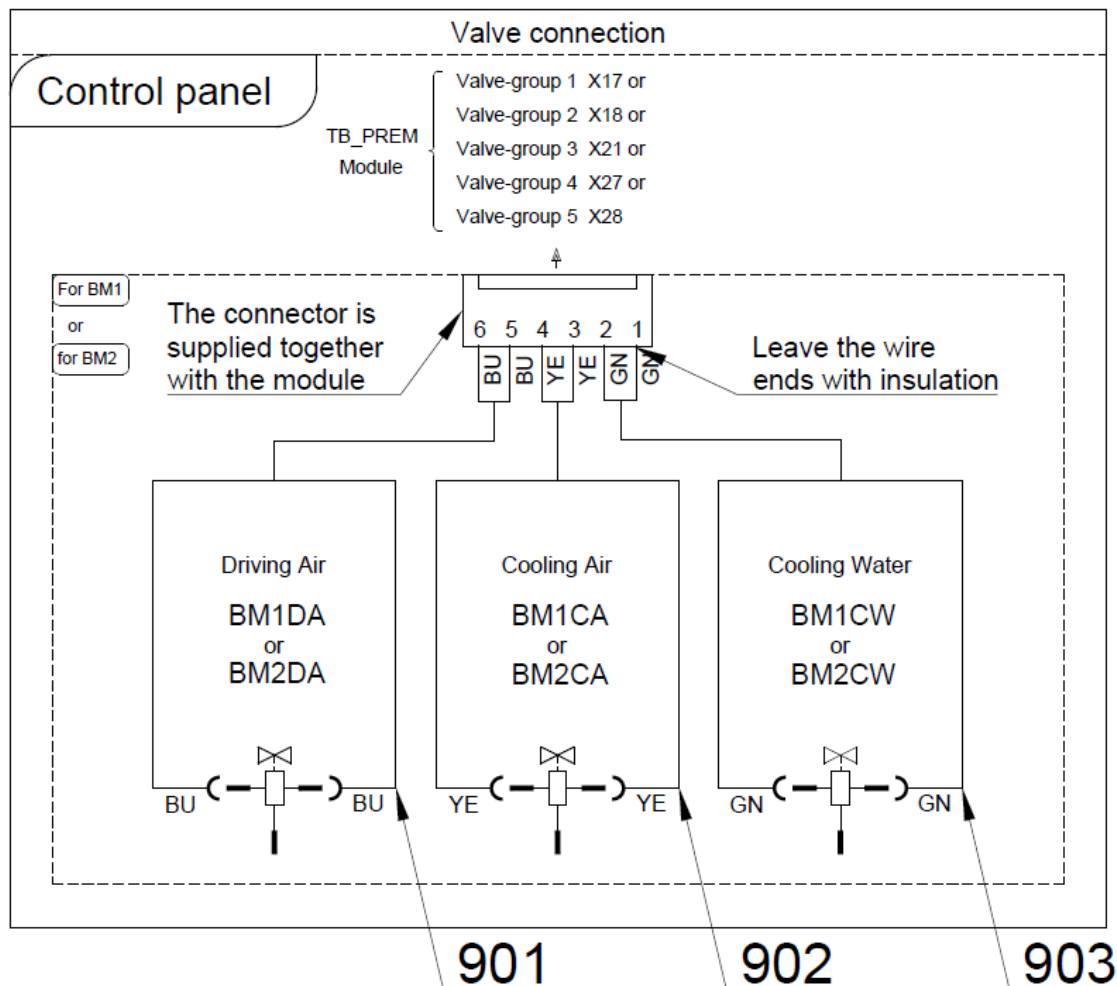 Valve connection
Control panel
TB_PREM
Module
Valve-group 1 X17 or
Valve-group 2 X18 or
Valve-group 3 X21 or
Valve-group 4 X27 or
Valve-group 5 X28
For BM1
or
for BM2
The connector is
supplied together
with the module
6 5 4 3 2 1
BU BU YE YE GN GN
Leave the wire
ends with insulation
Driving Air
BM1DA
or
BM2DA
BU BU
Cooling Air
BM1CA
or
BM2CA
YE YE
Cooling Water
BM1CW
or
BM2CW
GN GN
901 902 903